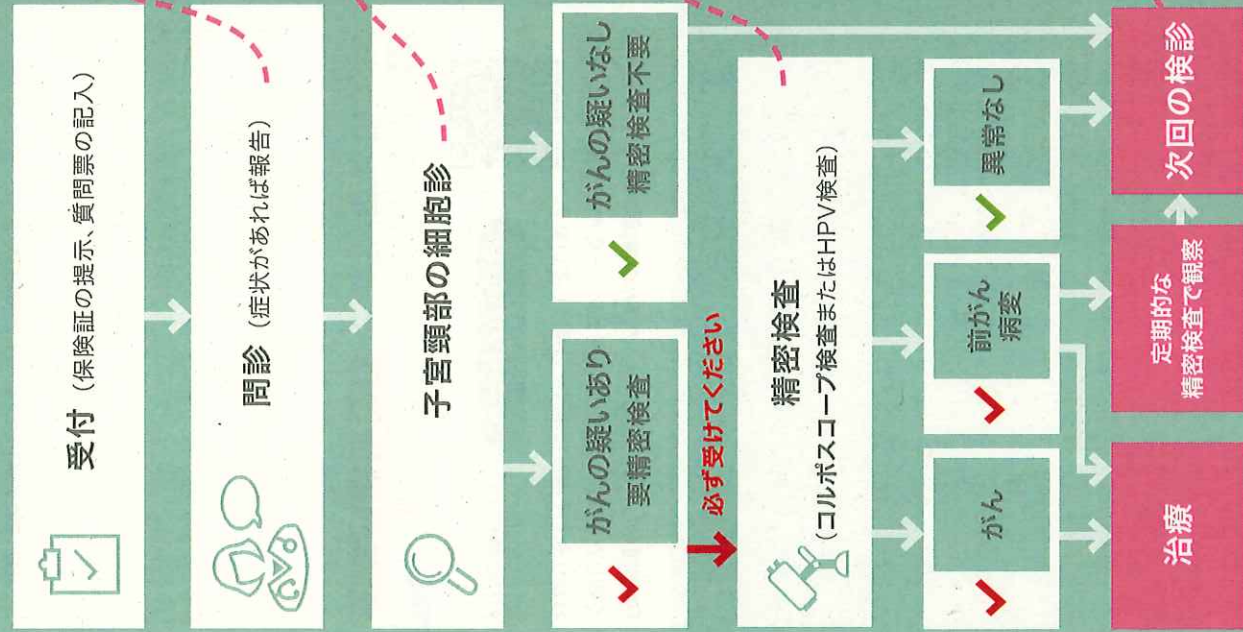 受付（保険証の提示、質問票の記入）
問診（症状があれば報告）
子宮頸部の細胞診
がんの疑いあり
要精密検査
がんの疑いなし
精密検査不要
必ず受けてください
精密検査
（コルポスコープ検査またはHPV検査）
がん
前がん
病変
異常なし
治療
定期的な
精密検査で観察
次回の検診